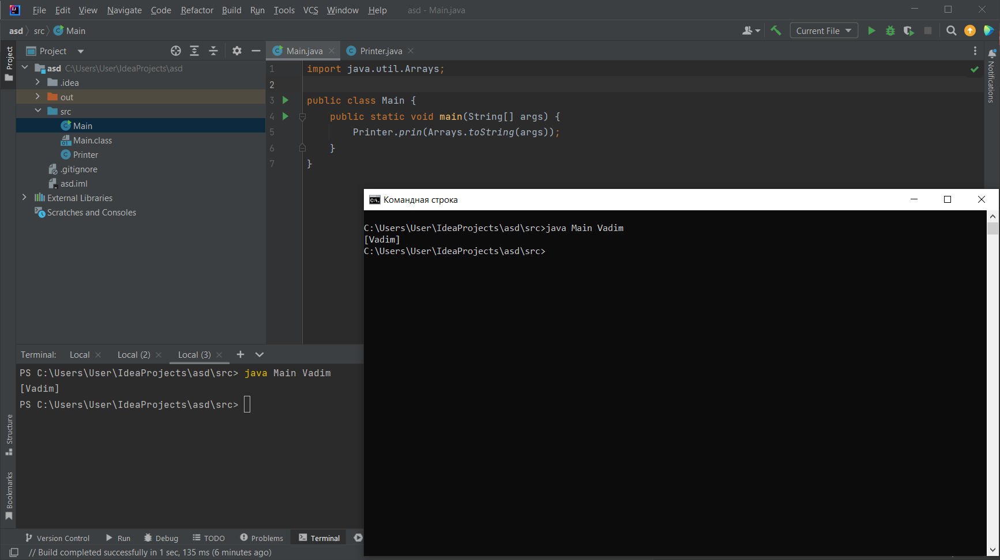 File Edit View Navigate Code Refactor Build Run Tools VCS Window Help asd - Main.java
asd src Main Current File
Project Main.java Printer.java
Project
asd C:\Users\User\IdeaProjects\asd
.idea
out
src
Main
Main.class
Printer
.gitignore
asd.iml
External Libraries
Scratches and Consoles
1 import java.util.Arrays;
2
3 public class Main {
4 public static void main(String[] args) {
5 Printer.prin(Arrays.toString(args));
6 }
7 }
Notifications
Командная строка
C:\Users\User\IdeaProjects\asd\src>java Main Vadim
[Vadim]
C:\Users\User\IdeaProjects\asd\src>
Terminal: Local Local (2) Local (3)
PS C:\Users\User\IdeaProjects\asd\src> java Main Vadim
[Vadim]
PS C:\Users\User\IdeaProjects\asd\src>
Structure
Bookmarks
Version Control Run Debug TODO Problems Terminal
// Build completed successfully in 1 sec, 135 ms (6 minutes ago)